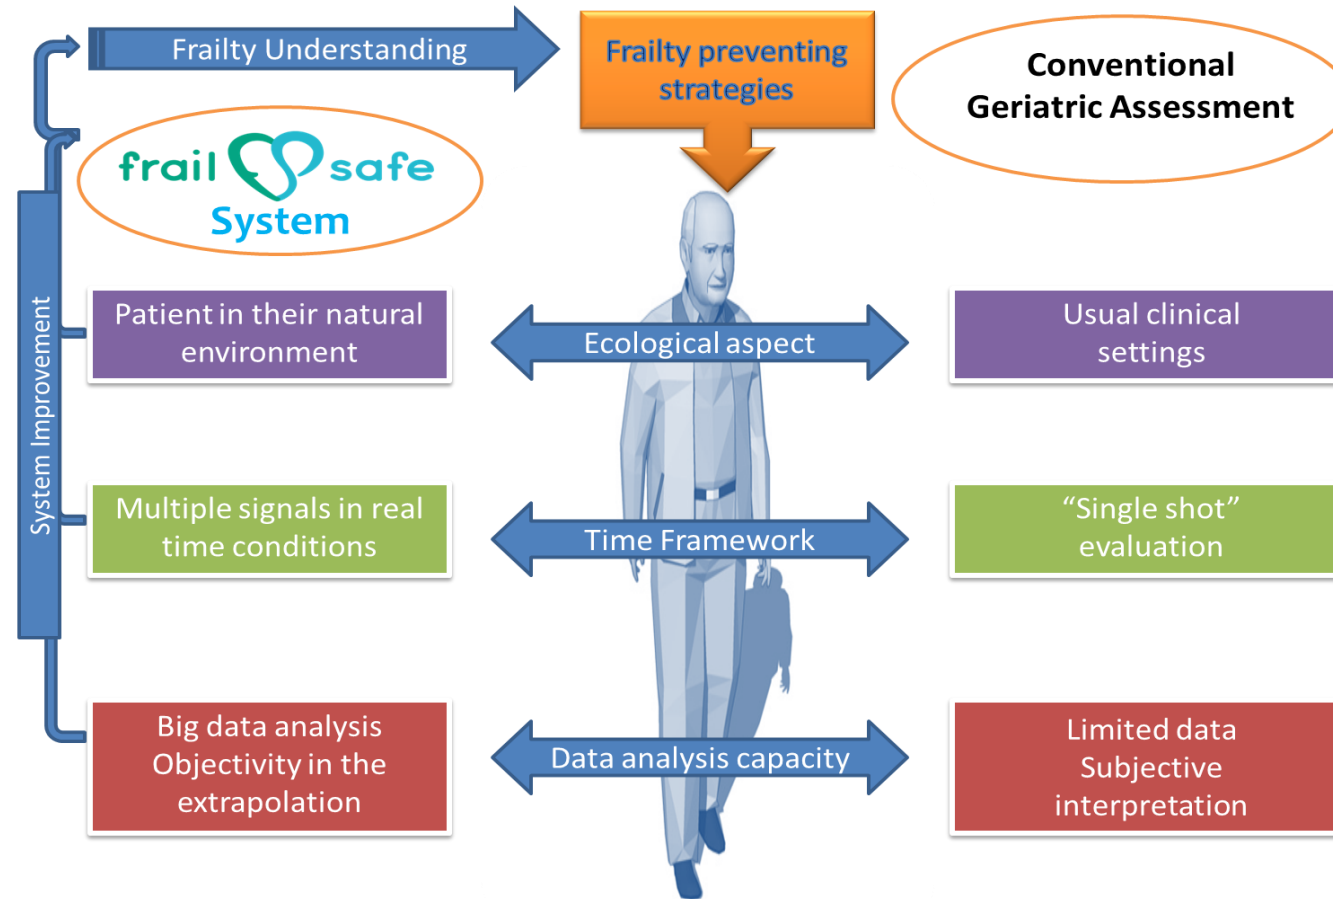 Frailty Understanding
Frailty preventing
strategies
Conventional
Geriatric Assessment
frail safe
System
System Improvement
Patient in their natural
environment
Ecological aspect
Usual clinical
settings
Multiple signals in real
time conditions
Time Framework
“Single shot”
evaluation
Big data analysis
Objectivity in the
extrapolation
Data analysis capacity
Limited data
Subjective
interpretation